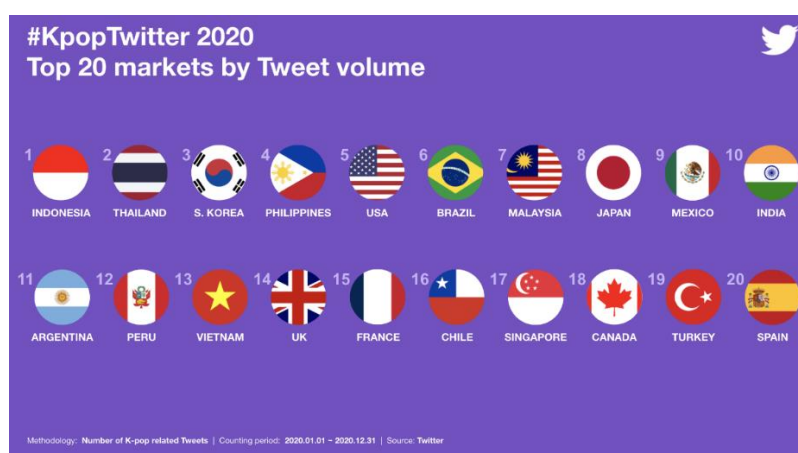 #KpopTwitter 2020
Top 20 markets by Tweet volume
1 2 3 4 5 6 7 8 9 10
INDONESIA THAILAND S. KOREA PHILIPPINES USA BRAZIL MALAYSIA JAPAN MEXICO INDIA
11 12 13 14 15 16 17 18 19 20
ARGENTINA PERU VIETNAM UK FRANCE CHILE SINGAPORE CANADA TURKEY SPAIN
Methodology: Number of K-pop related Tweets | Counting period: 2020.01.01 ~ 2020.12.31 | Source: Twitter